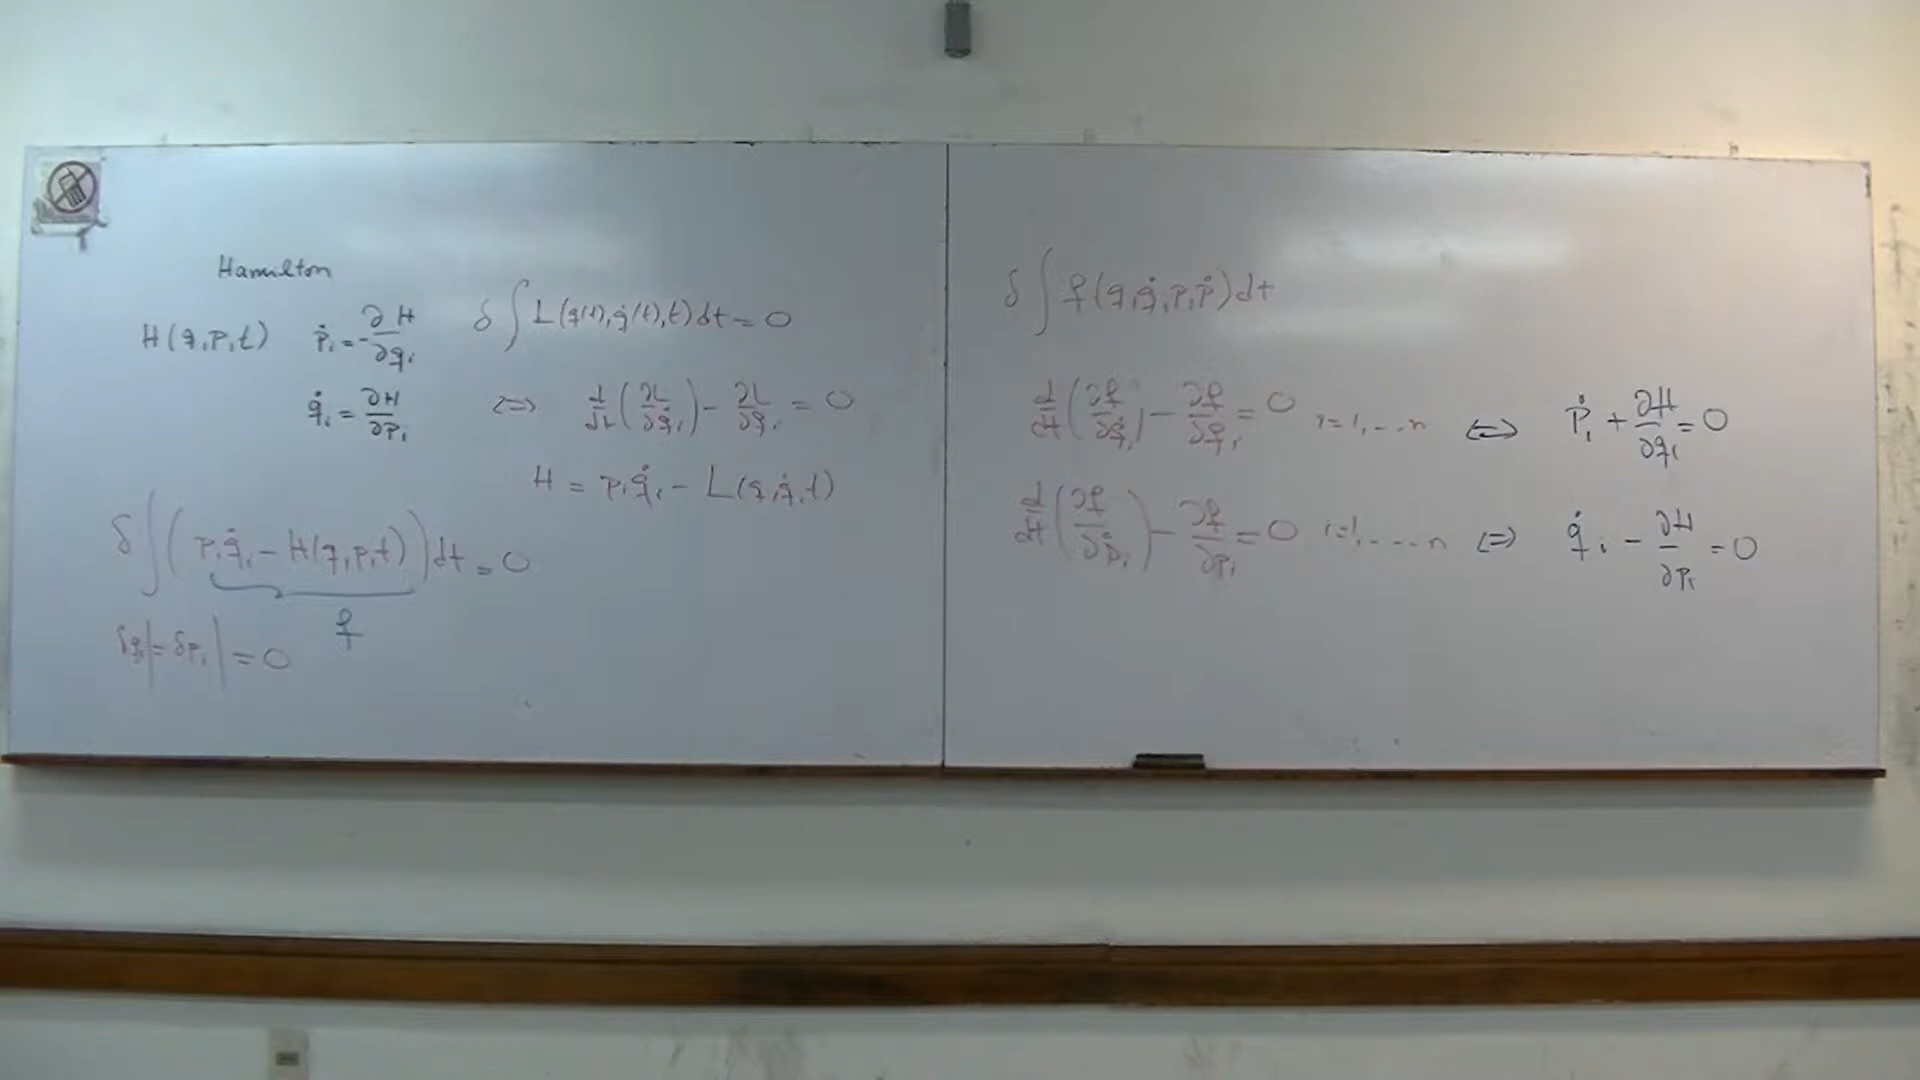 Hamilton
H(q,p,t) ṗᵢ = -∂H/∂qᵢ δ∫L(q(t),q̇(t),t)dt = 0
q̇ᵢ = ∂H/∂pᵢ ⇔ d/dt(∂L/∂q̇ᵢ) - ∂L/∂qᵢ = 0
H = pᵢq̇ᵢ - L(q,q̇,t)
δ∫(pᵢq̇ᵢ - H(q,p,t))dt = 0
f
δqᵢ| = δpᵢ| = 0
δ∫f(q,q̇,p,ṗ)dt
d/dt(∂f/∂q̇ᵢ) - ∂f/∂qᵢ = 0 i=1,...n ⇔ ṗᵢ + ∂H/∂qᵢ = 0
d/dt(∂f/∂ṗᵢ) - ∂f/∂pᵢ = 0 i=1,....n ⇔ q̇ᵢ - ∂H/∂pᵢ = 0